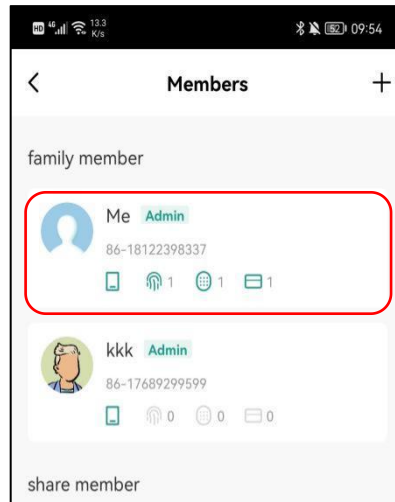 HD 4G 13.3 K/s 52 09:54
Members
family member
Me Admin
86-18122398337
1 1 1
kkk Admin
86-17689299599
0 0 0
share member